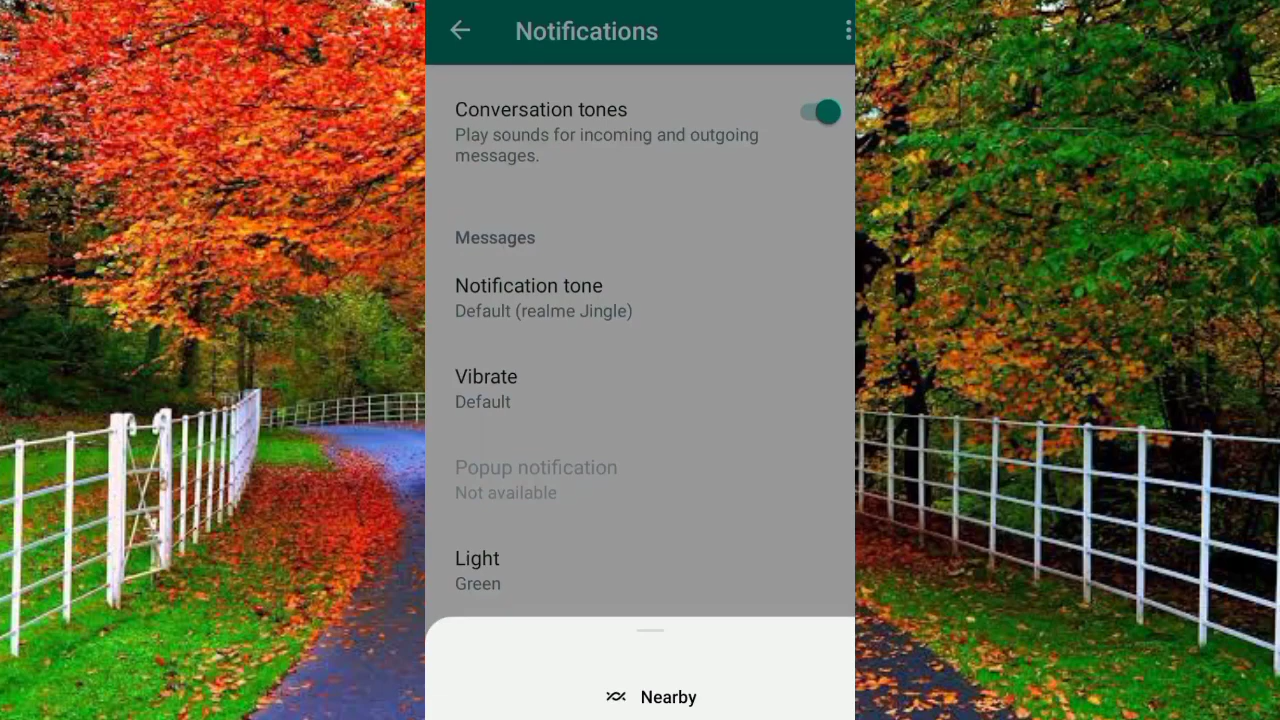 Notifications
Conversation tones
Play sounds for incoming and outgoing
messages.
Messages
Notification tone
Default (realme Jingle)
Vibrate
Default
Popup notification
Not available
Light
Green
Nearby